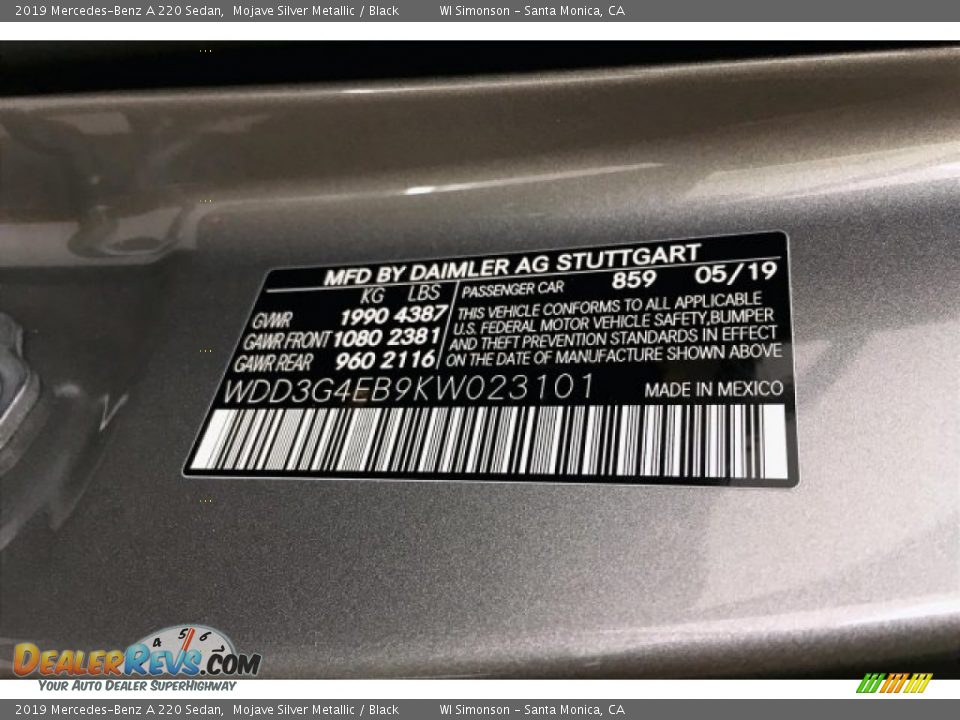 2019 Mercedes-Benz A 220 Sedan,  Mojave Silver Metallic / Black          WI Simonson - Santa Monica, CA
MFD BY DAIMLER AG STUTTGART
KG LBS PASSENGER CAR 859 05/19
GVWR 1990 4387
GAWR FRONT 1080 2381
GAWR REAR 960 2116
THIS VEHICLE CONFORMS TO ALL APPLICABLE
U.S. FEDERAL MOTOR VEHICLE SAFETY,BUMPER
AND THEFT PREVENTION STANDARDS IN EFFECT
ON THE DATE OF MANUFACTURE SHOWN ABOVE
WDD3G4EB9KW023101 MADE IN MEXICO
4 5 6 7
DEALERREVS.COM
YOUR AUTO DEALER SUPERHIGHWAY
2019 Mercedes-Benz A 220 Sedan,  Mojave Silver Metallic / Black          WI Simonson - Santa Monica, CA